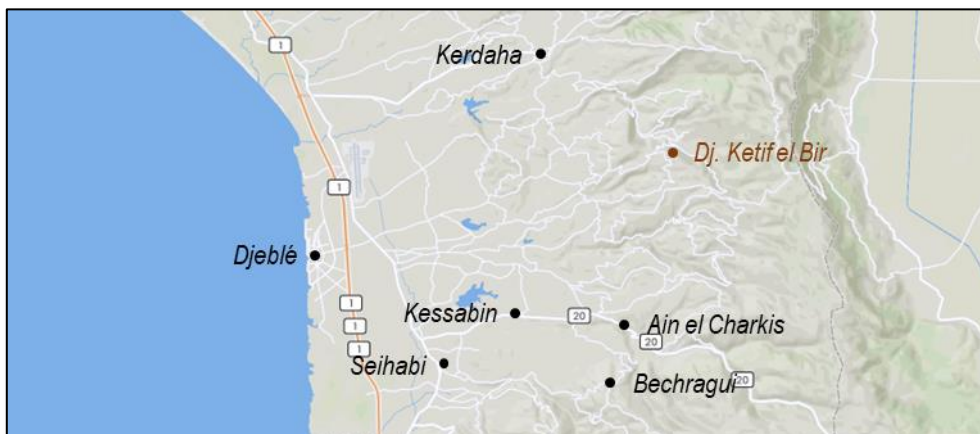 1
Kerdaha
Dj. Ketif el Bir
1
Djeblé
1
Kessabin
20
1
Ain el Charkis
20
1
Seihabi
20
Bechragui